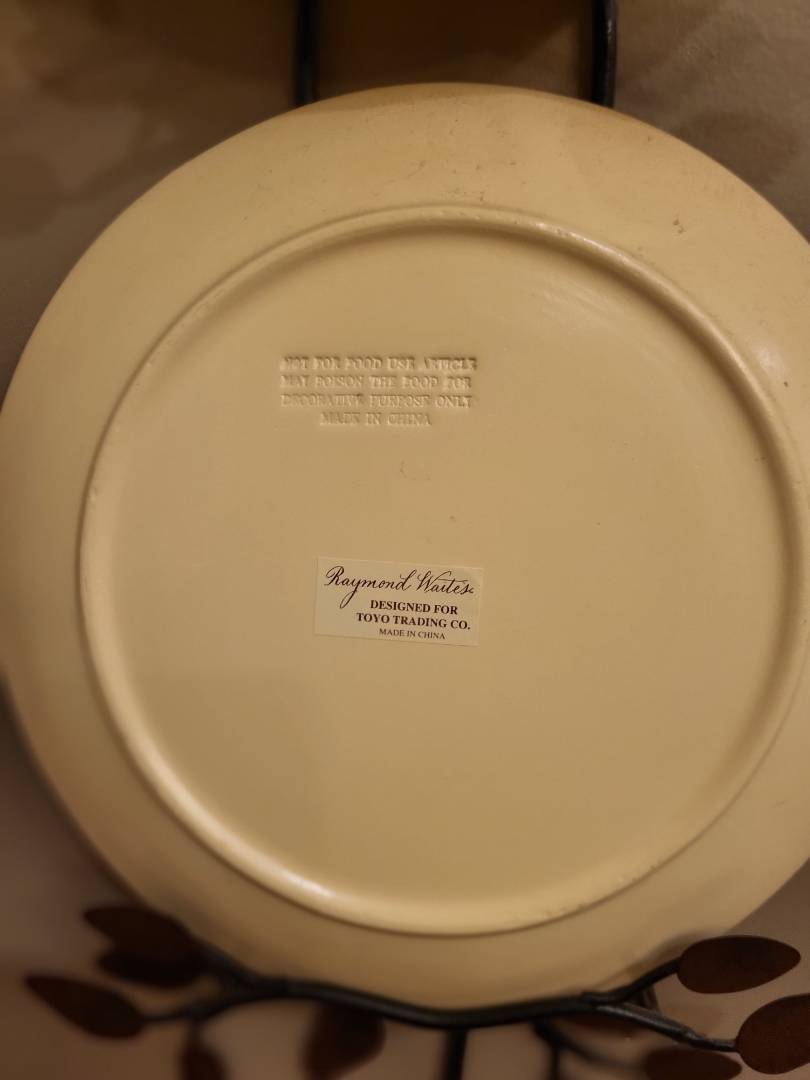 NOT FOR FOOD USE ARTICLE
MAY POISON THE FOOD FOR
DECORATIVE PURPOSE ONLY
MADE IN CHINA
Raymond Waites
DESIGNED FOR
TOYO TRADING CO.
MADE IN CHINA